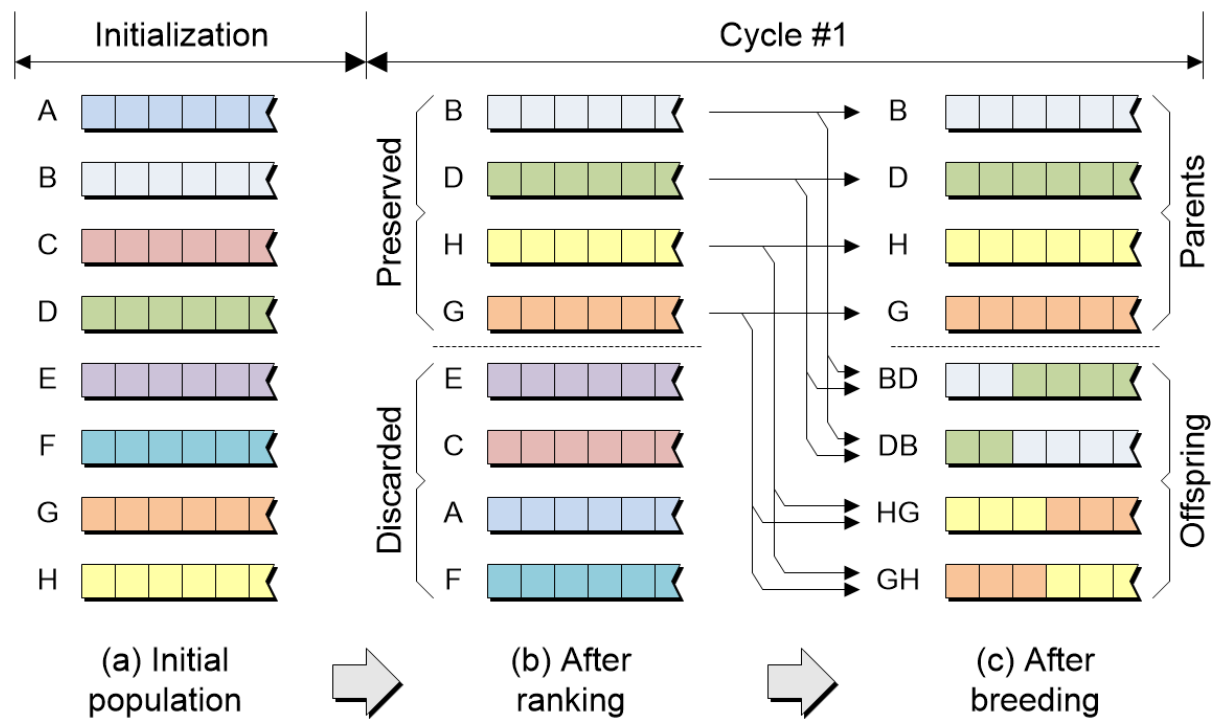 Initialization
Cycle #1
A
B
C
D
E
F
G
H
Preserved
Discarded
B
D
H
G
E
C
A
F
B
D
H
G
BD
DB
HG
GH
Parents
Offspring
(a) Initial
population
(b) After
ranking
(c) After
breeding